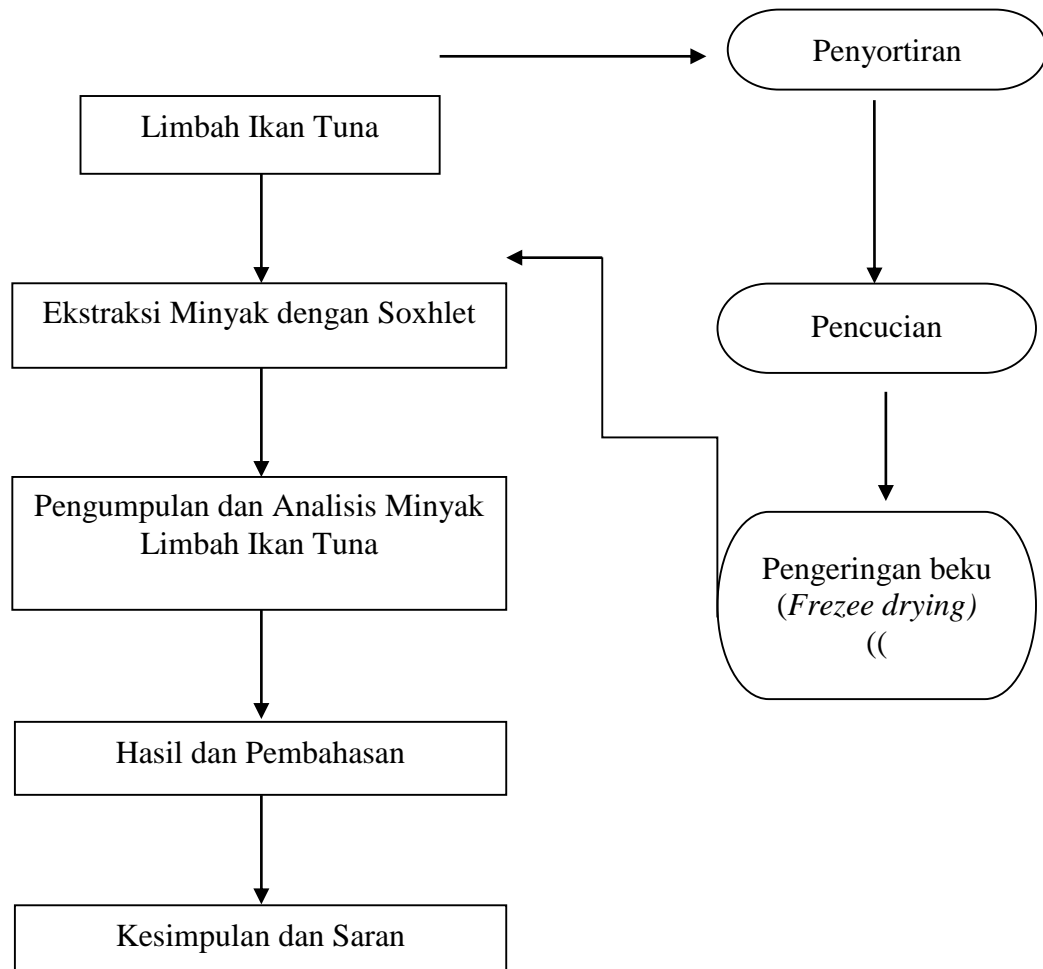 Penyortiran
Limbah Ikan Tuna
Ekstraksi Minyak dengan Soxhlet
Pencucian
Pengumpulan dan Analisis Minyak
Limbah Ikan Tuna
Pengeringan beku
(Frezee drying)
((
Hasil dan Pembahasan
Kesimpulan dan Saran